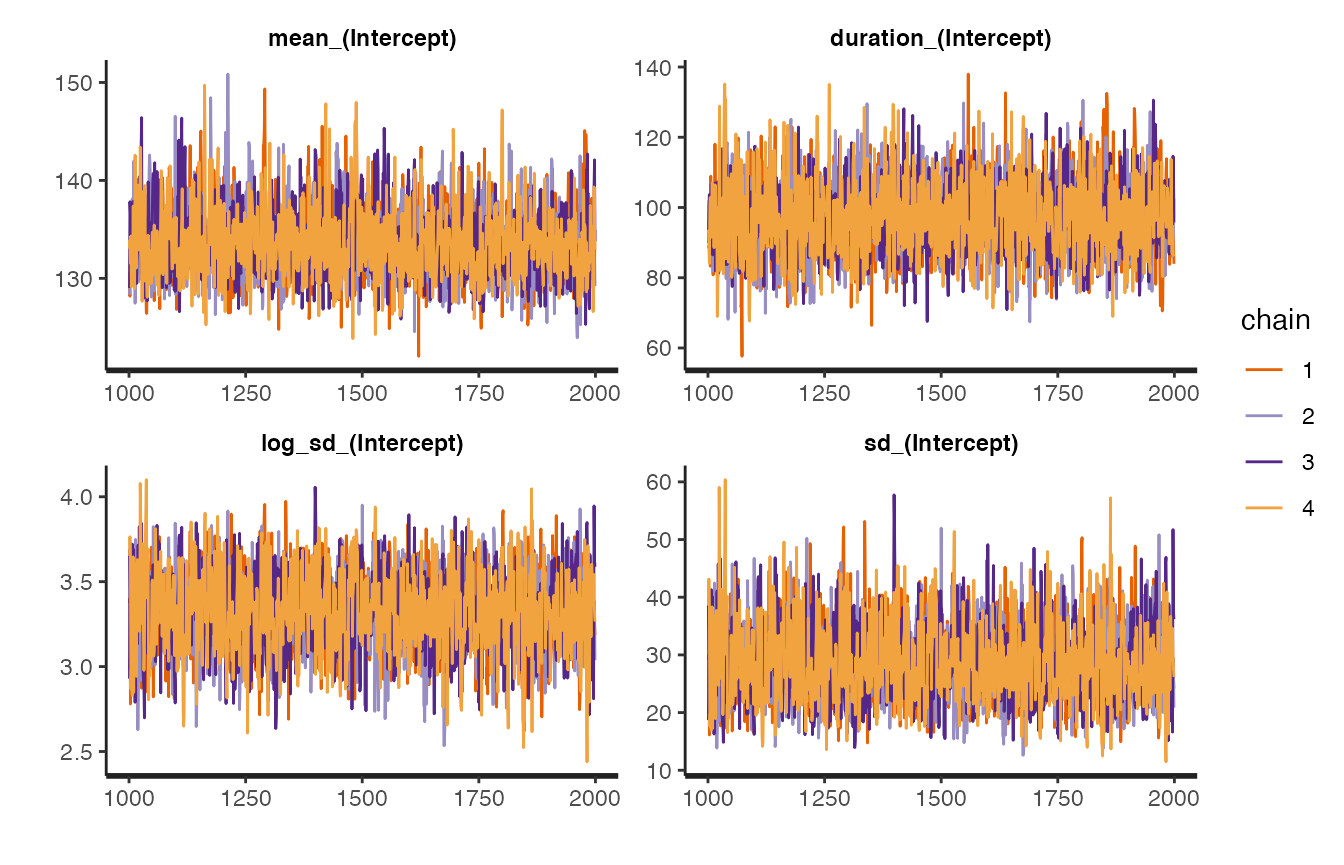 mean_(Intercept)
150
140
130
1000 1250 1500 1750 2000
duration_(Intercept)
140
120
100
80
60
1000 1250 1500 1750 2000
log_sd_(Intercept)
4.0
3.5
3.0
2.5
1000 1250 1500 1750 2000
sd_(Intercept)
60
50
40
30
20
10
1000 1250 1500 1750 2000
chain
1
2
3
4